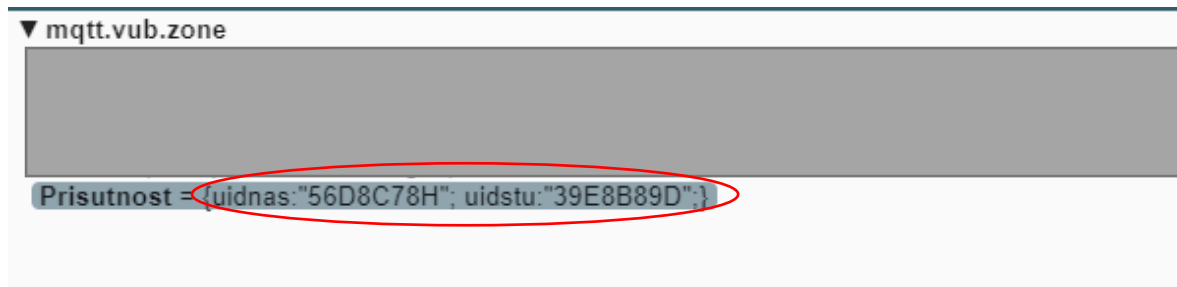 ▼ mqtt.vub.zone
Prisutnost = {uidnas:"56D8C78H"; uidstu:"39E8B89D";}